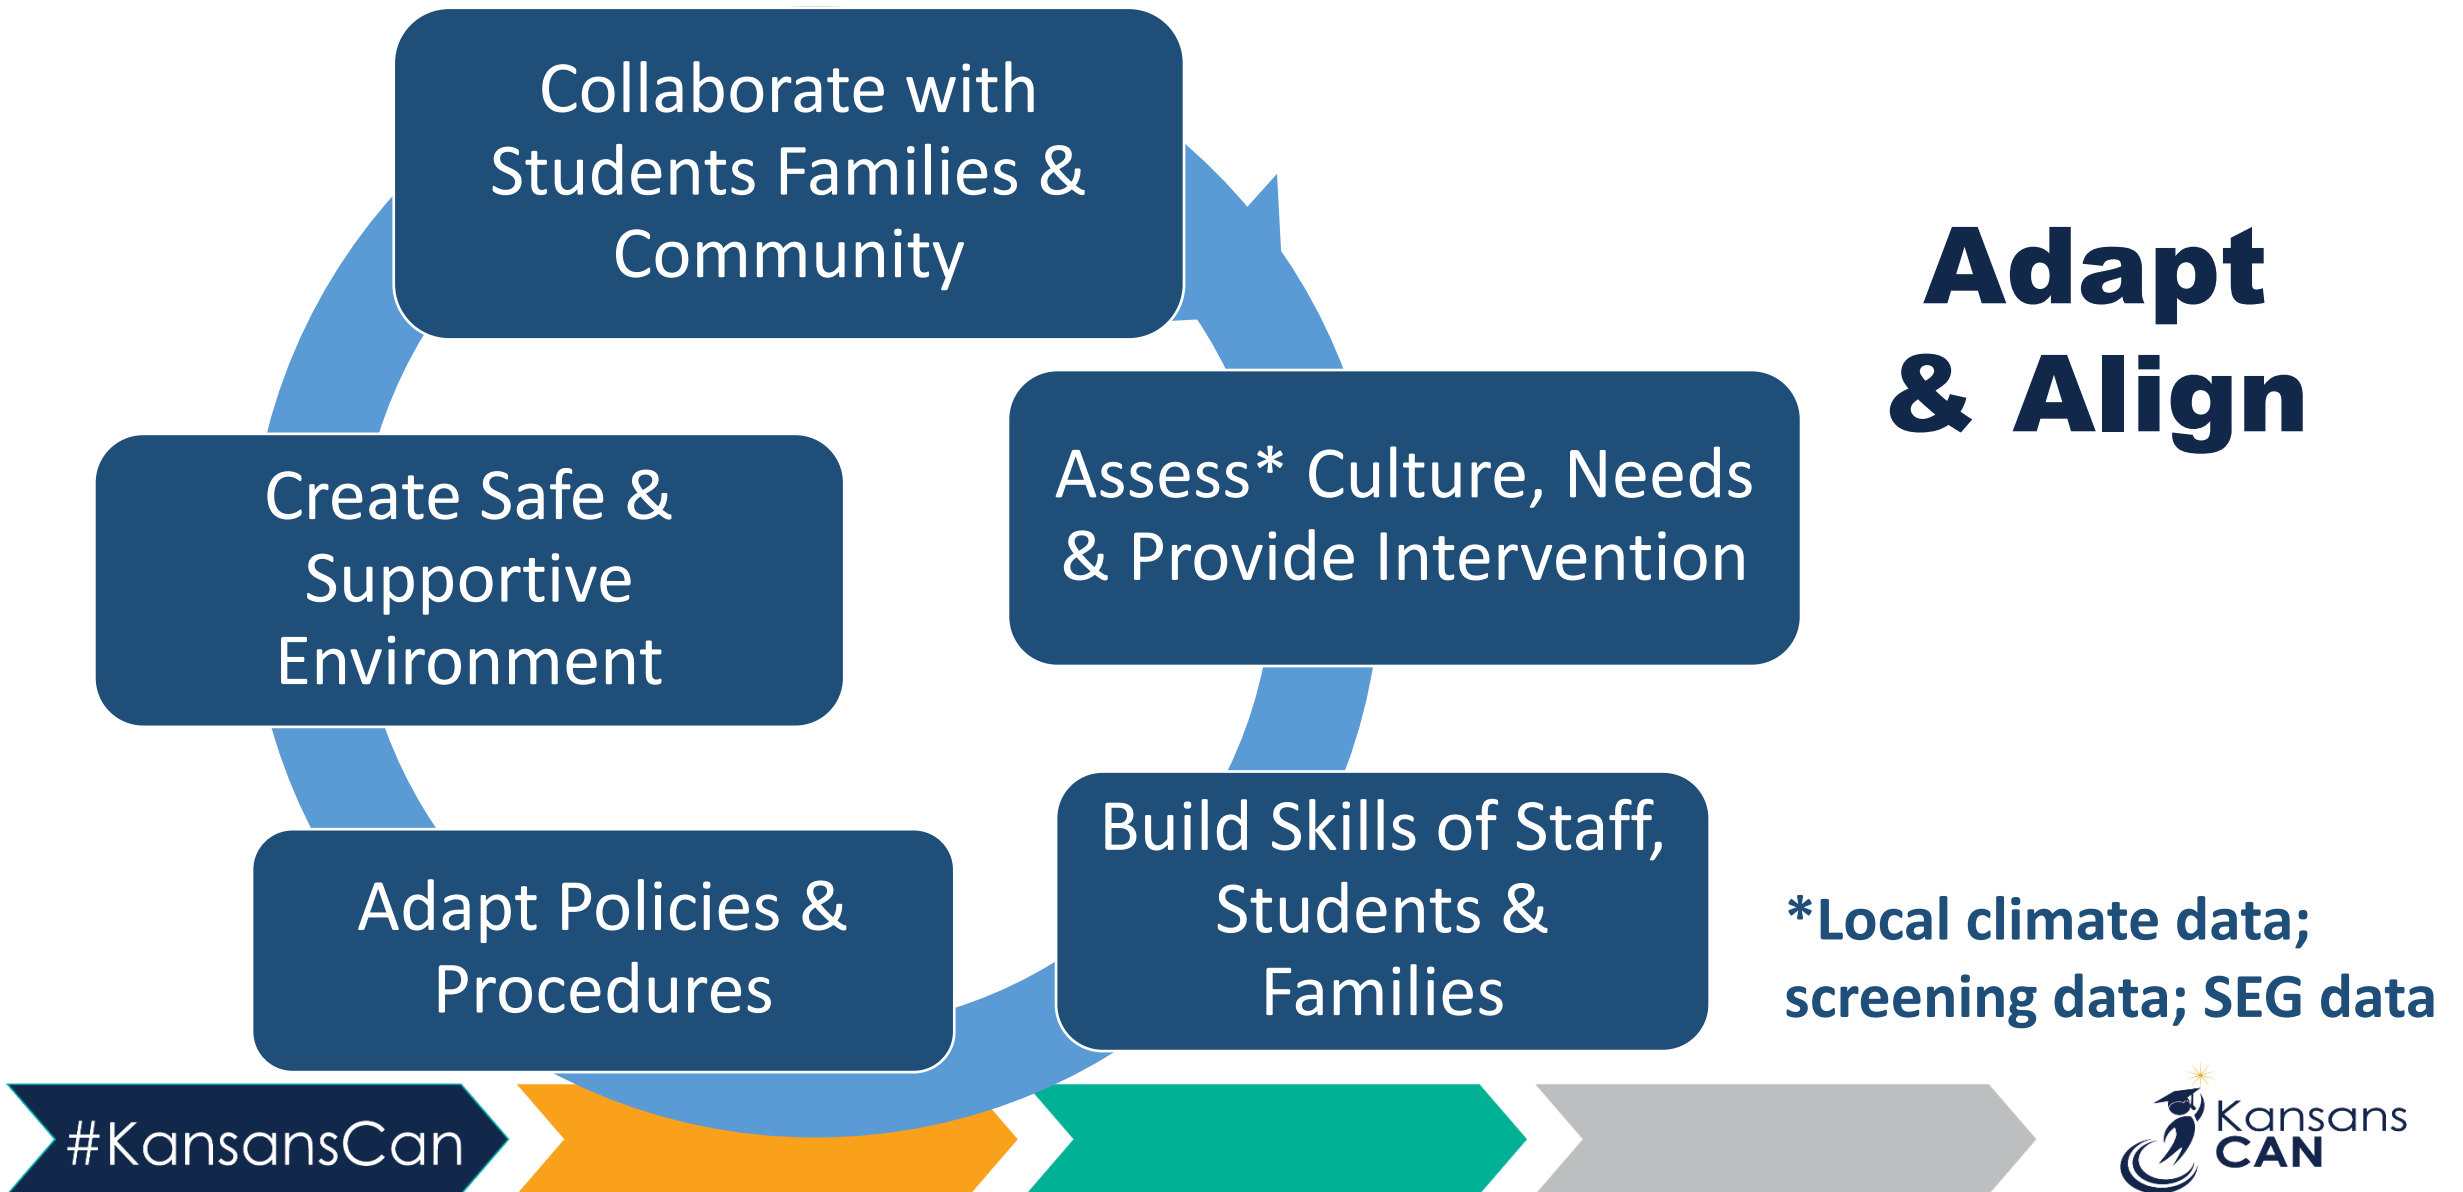 Collaborate with
Students Families &
Community
Adapt
& Align
Assess* Culture, Needs
& Provide Intervention
Create Safe &
Supportive
Environment
Build Skills of Staff,
Students &
Families
Adapt Policies &
Procedures
*Local climate data;
screening data; SEG data
#KansansCan
Kansans
CAN